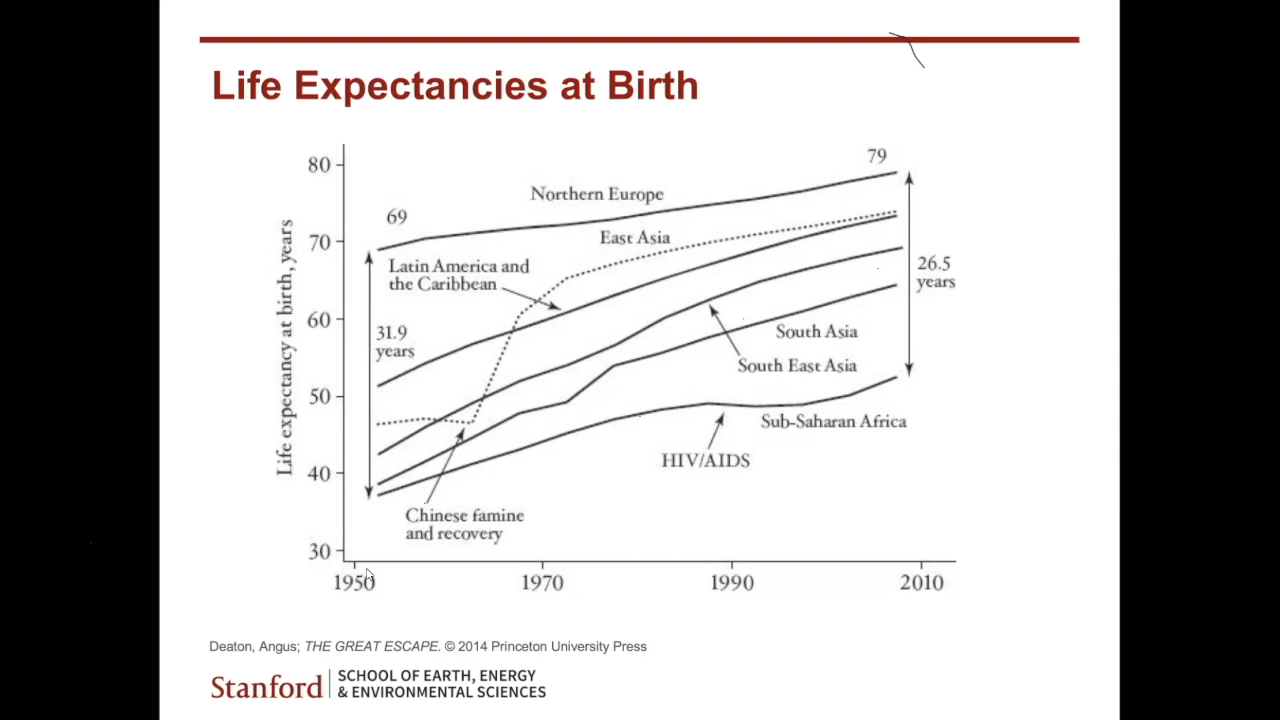 Life Expectancies at Birth
80
70
60
50
40
30
Life expectancy at birth, years
69
79
Northern Europe
East Asia
Latin America and
the Caribbean
31.9
years
26.5
years
South Asia
South East Asia
Sub-Saharan Africa
HIV/AIDS
Chinese famine
and recovery
1950
1970
1990
2010
Deaton, Angus; THE GREAT ESCAPE. © 2014 Princeton University Press
Stanford
SCHOOL OF EARTH, ENERGY
& ENVIRONMENTAL SCIENCES